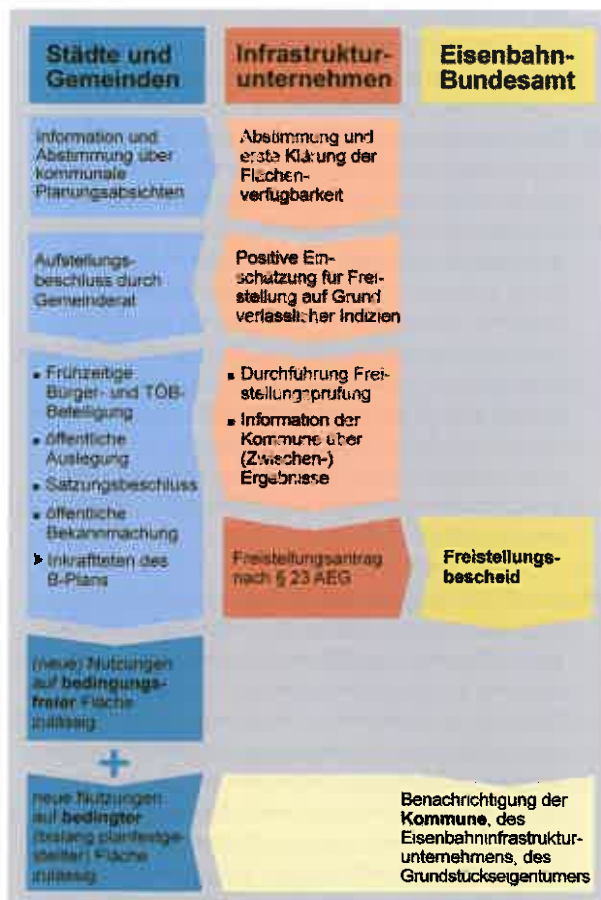 Städte und
Gemeinden
Infrastruktur-
unternehmen
Eisenbahn-
Bundesamt
Information und
Abstimmung über
kommunale
Planungsabsichten
Abstimmung und
erste Klärung der
Flächen-
verfügbarkeit
Aufstellungs-
beschluss durch
Gemeinderat
Positive Ein-
schätzung für Frei-
stellung auf Grund
verlässlicher Indizien
▪ Frühzeitige
Bürger- und TÖB-
Beteiligung
▪ öffentliche
Auslegung
▪ Satzungsbeschluss
▪ öffentliche
Bekannmachung
▸ Inkraftteten des
B-Plans
▪ Durchführung Frei-
stellungsprüfung
▪ Information der
Kommune über
(Zwischen-)
Ergebnisse
Freistellungsantrag
nach § 23 AEG
Freistellungs-
bescheid
(neue) Nutzungen
auf bedingungs-
freier Fläche
zulässig
+
neue Nutzungen
auf bedingter
(bislang planfestge-
stellter) Fläche
zulässig
Benachrichtigung der
Kommune, des
Eisenbahninfrastruktur-
unternehmens, des
Grundstückseigentümers